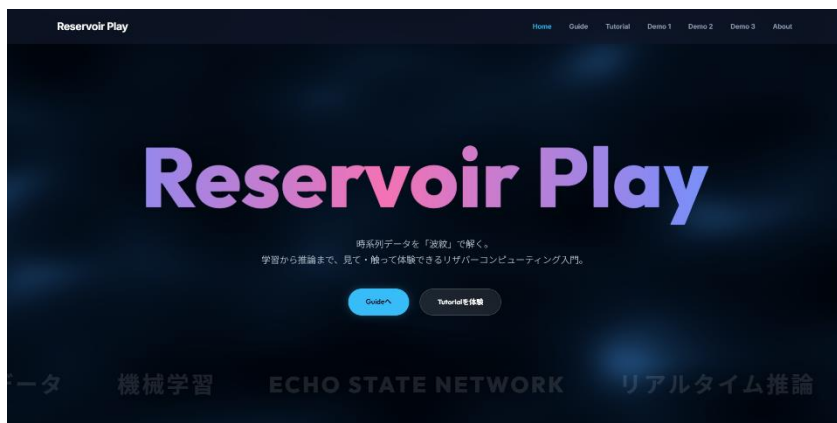 Reservoir Play
Home Guide Tutorial Demo 1 Demo 2 Demo 3 About
Reservoir Play
時系列データを「波紋」で解く。
学習から推論まで、見て・触って体験できるリザバーコンピューティング入門。
Guideへ Tutorialを体験
ータ 機械学習 ECHO STATE NETWORK リアルタイム推論